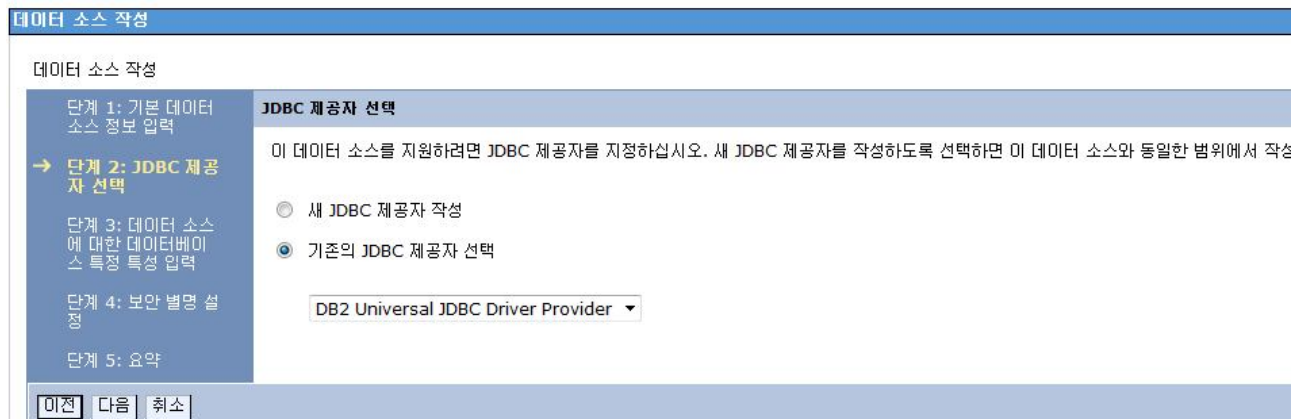 데이터 소스 작성
데이터 소스 작성
단계 1: 기본 데이터
소스 정보 입력
→ 단계 2: JDBC 제공
자 선택
단계 3: 데이터 소스
에 대한 데이터베이
스 특정 특성 입력
단계 4: 보안 별명 설
정
단계 5: 요약
JDBC 제공자 선택
이 데이터 소스를 지원하려면 JDBC 제공자를 지정하십시오. 새 JDBC 제공자를 작성하도록 선택하면 이 데이터 소스와 동일한 범위에서 작성
새 JDBC 제공자 작성
기존의 JDBC 제공자 선택
DB2 Universal JDBC Driver Provider
이전 다음 취소